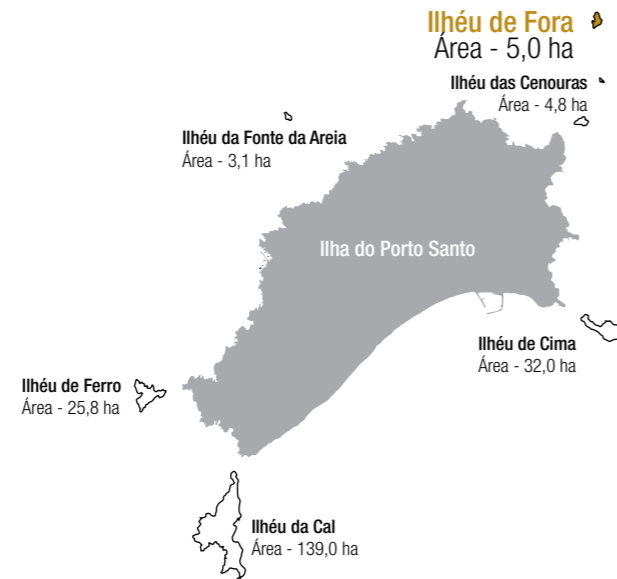 Ilhéu de Fora
Área - 5,0 ha
Ilhéu das Cenouras
Área - 4,8 ha
Ilhéu da Fonte da Areia
Área - 3,1 ha
Ilha do Porto Santo
Ilhéu de Cima
Área - 32,0 ha
Ilhéu de Ferro
Área - 25,8 ha
Ilhéu da Cal
Área - 139,0 ha